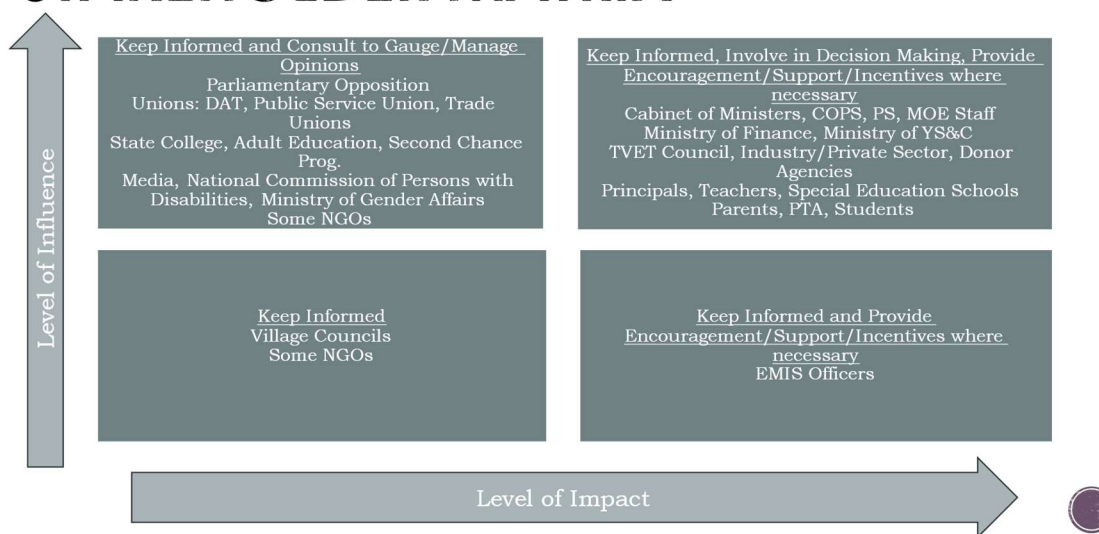 Keep Informed and Consult to Gauge/Manage
Opinions
Parliamentary Opposition
Unions: DAT, Public Service Union, Trade
Unions
State College, Adult Education, Second Chance
Prog.
Media, National Commission of Persons with
Disabilities, Ministry of Gender Affairs
Some NGOs
Keep Informed, Involve in Decision Making, Provide
Encouragement/Support/Incentives where
necessary
Cabinet of Ministers, COPS, PS, MOE Staff
Ministry of Finance, Ministry of YS&C
TVET Council, Industry/Private Sector, Donor
Agencies
Principals, Teachers, Special Education Schools
Parents, PTA, Students
Level of Influence
Keep Informed
Village Councils
Some NGOs
Keep Informed and Provide
Encouragement/Support/Incentives where
necessary
EMIS Officers
Level of Impact